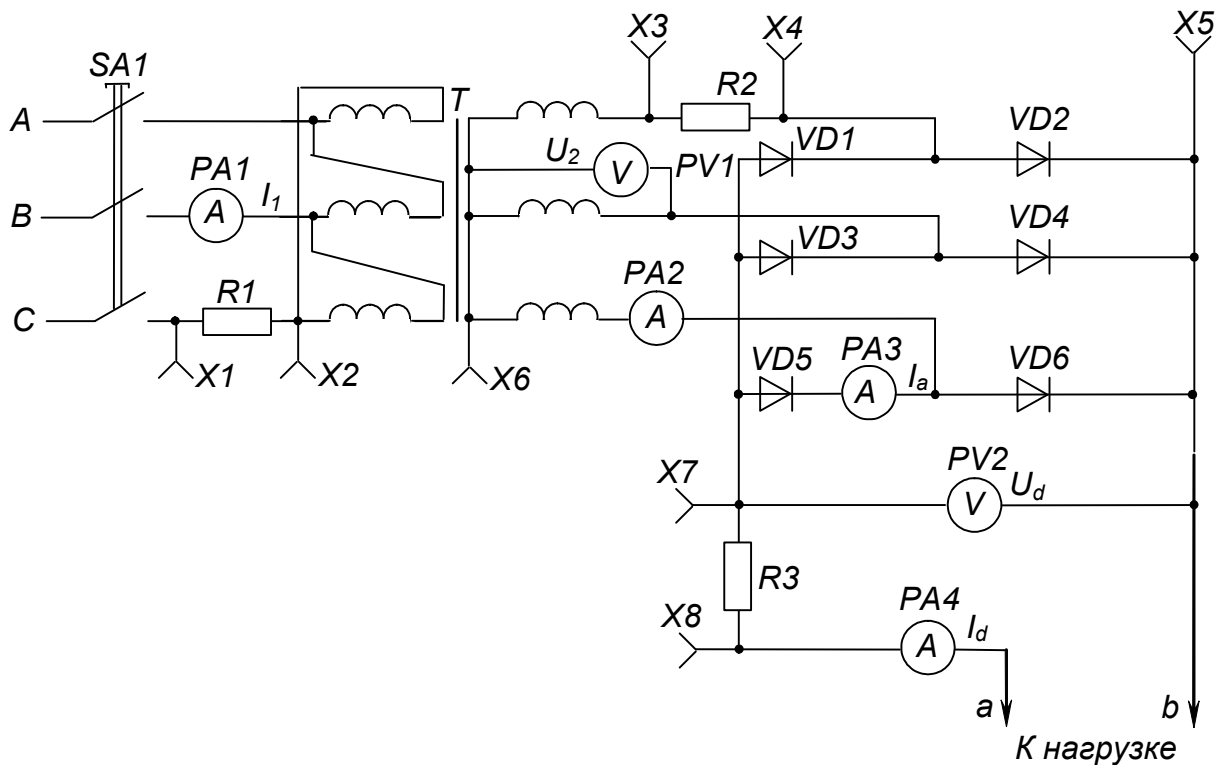 X3
X4
X5
SA1
R2
T
A
VD1
VD2
U2
V
PV1
PA1
I1
B
A
VD3
VD4
PA2
R1
C
A
X1
X2
X6
VD5
PA3
Ia
VD6
A
X7
PV2
Ud
V
R3
PA4
X8
Id
A
a
b
К нагрузке